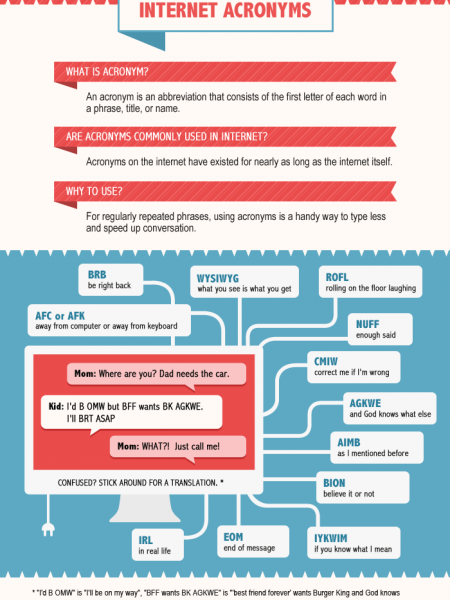 INTERNET ACRONYMS
WHAT IS ACRONYM?
An acronym is an abbreviation that consists of the first letter of each word in
a phrase, title, or name.
ARE ACRONYMS COMMONLY USED IN INTERNET?
Acronyms on the internet have existed for nearly as long as the internet itself.
WHY TO USE?
For regularly repeated phrases, using acronyms is a handy way to type less
and speed up conversation.
BRB
be right back
WYSIWYG
what you see is what you get
ROFL
rolling on the floor laughing
AFC or AFK
away from computer or away from keyboard
NUFF
enough said
CMIW
correct me if I'm wrong
Mom: Where are you? Dad needs the car.
Kid: I'd B OMW but BFF wants BK AGKWE.
I'll BRT ASAP
Mom: WHAT?! Just call me!
CONFUSED? STICK AROUND FOR A TRANSLATION. *
AGKWE
and God knows what else
AIMB
as I mentioned before
BION
believe it or not
IRL
in real life
EOM
end of message
IYKWIM
if you know what I mean
* "I'd B OMW" is "I'll be on my way", "BFF wants BK AGKWE" is "'best friend forever' wants Burger King and God knows